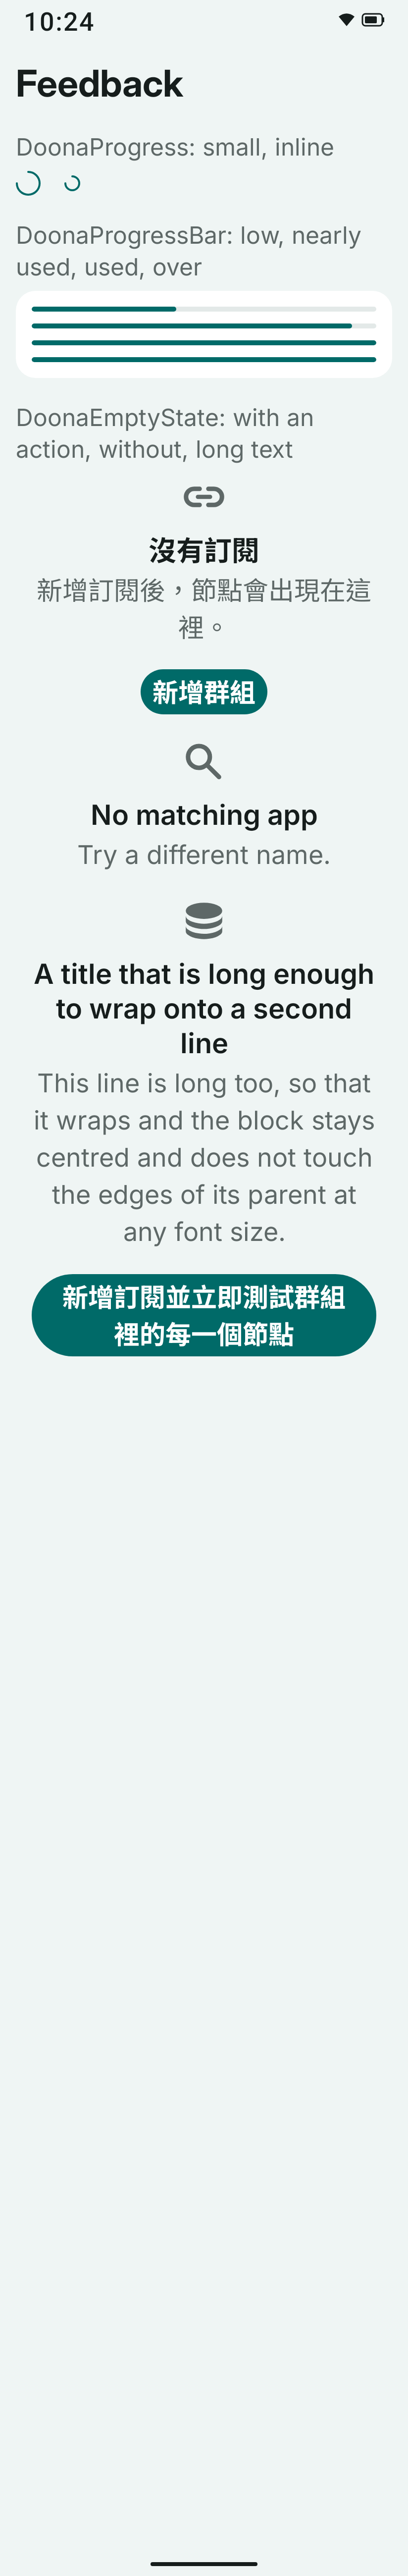 10:24
Feedback
DoonaProgress: small, inline
DoonaProgressBar: low, nearly
used, used, over
DoonaEmptyState: with an
action, without, long text
沒有訂閱
新增訂閱後，節點會出現在這
裡。
新增群組
No matching app
Try a different name.
A title that is long enough
to wrap onto a second
line
This line is long too, so that
it wraps and the block stays
centred and does not touch
the edges of its parent at
any font size.
新增訂閱並立即測試群組
裡的每一個節點